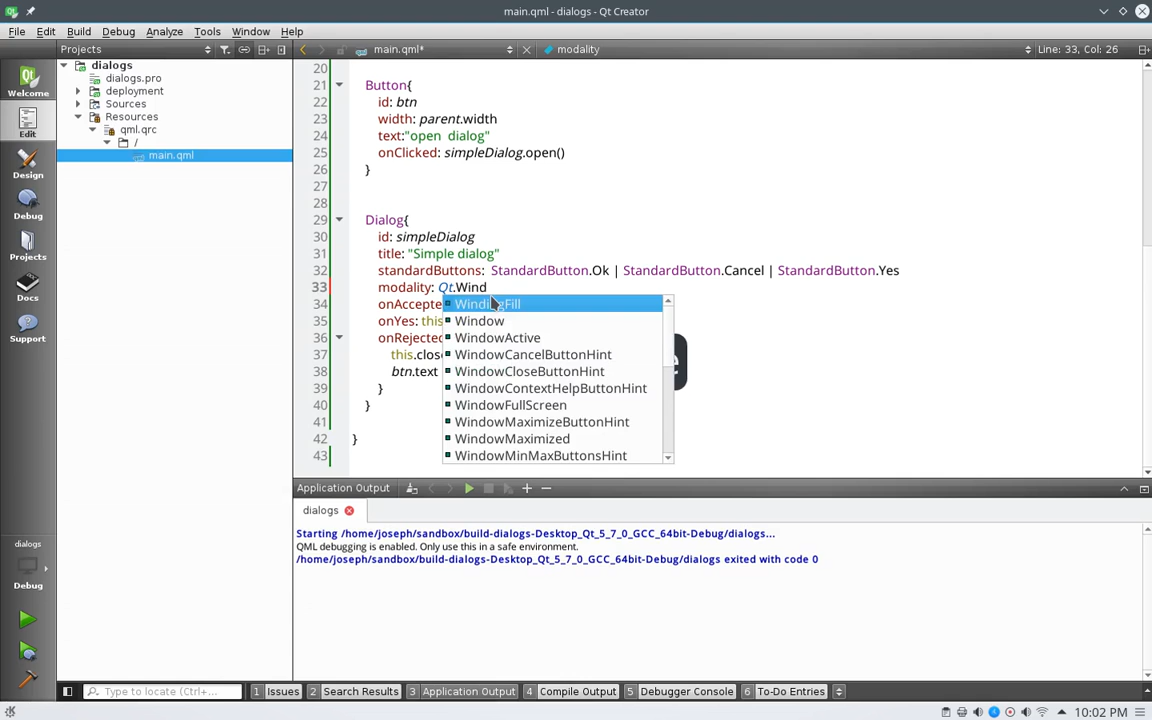 main.qml - dialogs - Qt Creator
File Edit Build Debug Analyze Tools Window Help
Projects
main.qml*
modality
Line: 33, Col: 26
Welcome
Edit
Design
Debug
Projects
Docs
Support
dialogs
Debug
dialogs
dialogs.pro
deployment
Sources
Resources
qml.qrc
/
main.qml
20
21 Button{
22 id: btn
23 width: parent.width
24 text:"open dialog"
25 onClicked: simpleDialog.open()
26 }
27
28
29 Dialog{
30 id: simpleDialog
31 title: "Simple dialog"
32 standardButtons: StandardButton.Ok | StandardButton.Cancel | StandardButton.Yes
33 modality: Qt.Wind
34 onAccepte
35 onYes: this
36 onRejected
37 this.close
38 btn.text
39 }
40 }
41
42 }
43
WindingFill
Window
WindowActive
WindowCancelButtonHint
WindowCloseButtonHint
WindowContextHelpButtonHint
WindowFullScreen
WindowMaximizeButtonHint
WindowMaximized
WindowMinMaxButtonsHint
Application Output
dialogs
Starting /home/joseph/sandbox/build-dialogs-Desktop_Qt_5_7_0_GCC_64bit-Debug/dialogs...
QML debugging is enabled. Only use this in a safe environment.
/home/joseph/sandbox/build-dialogs-Desktop_Qt_5_7_0_GCC_64bit-Debug/dialogs exited with code 0
Type to locate (Ctrl+...
1 Issues 2 Search Results 3 Application Output 4 Compile Output 5 Debugger Console 6 To-Do Entries
10:02 PM